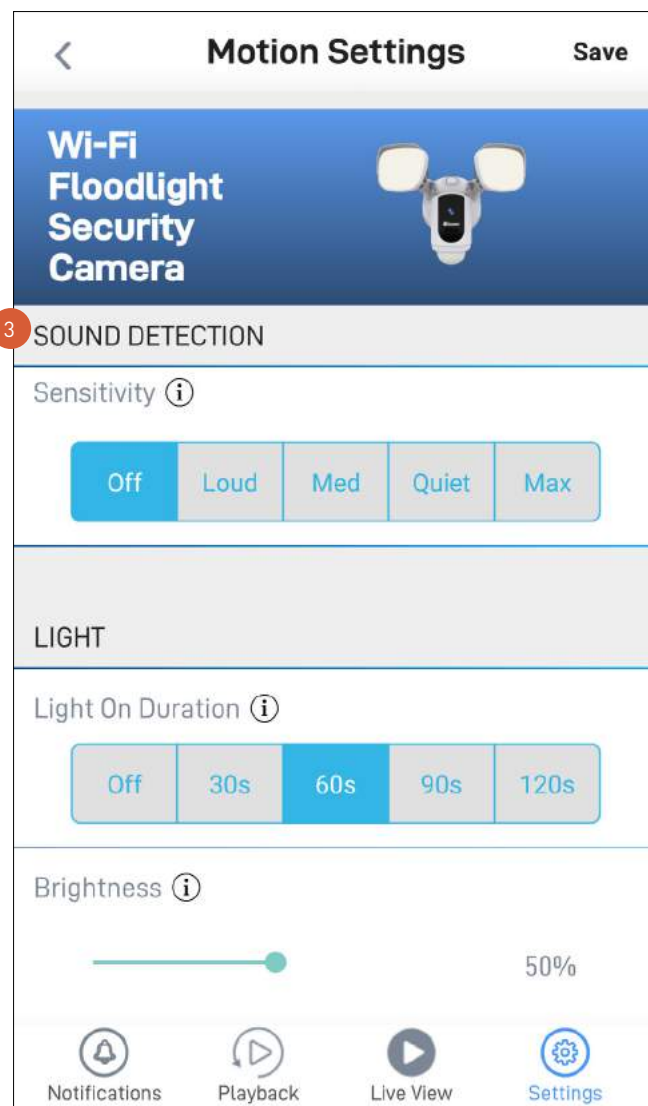 Motion Settings Save
Wi-Fi
Floodlight
Security
Camera
3
SOUND DETECTION
Sensitivity i
Off Loud Med Quiet Max
LIGHT
Light On Duration i
Off 30s 60s 90s 120s
Brightness i
50%
Notifications Playback Live View Settings